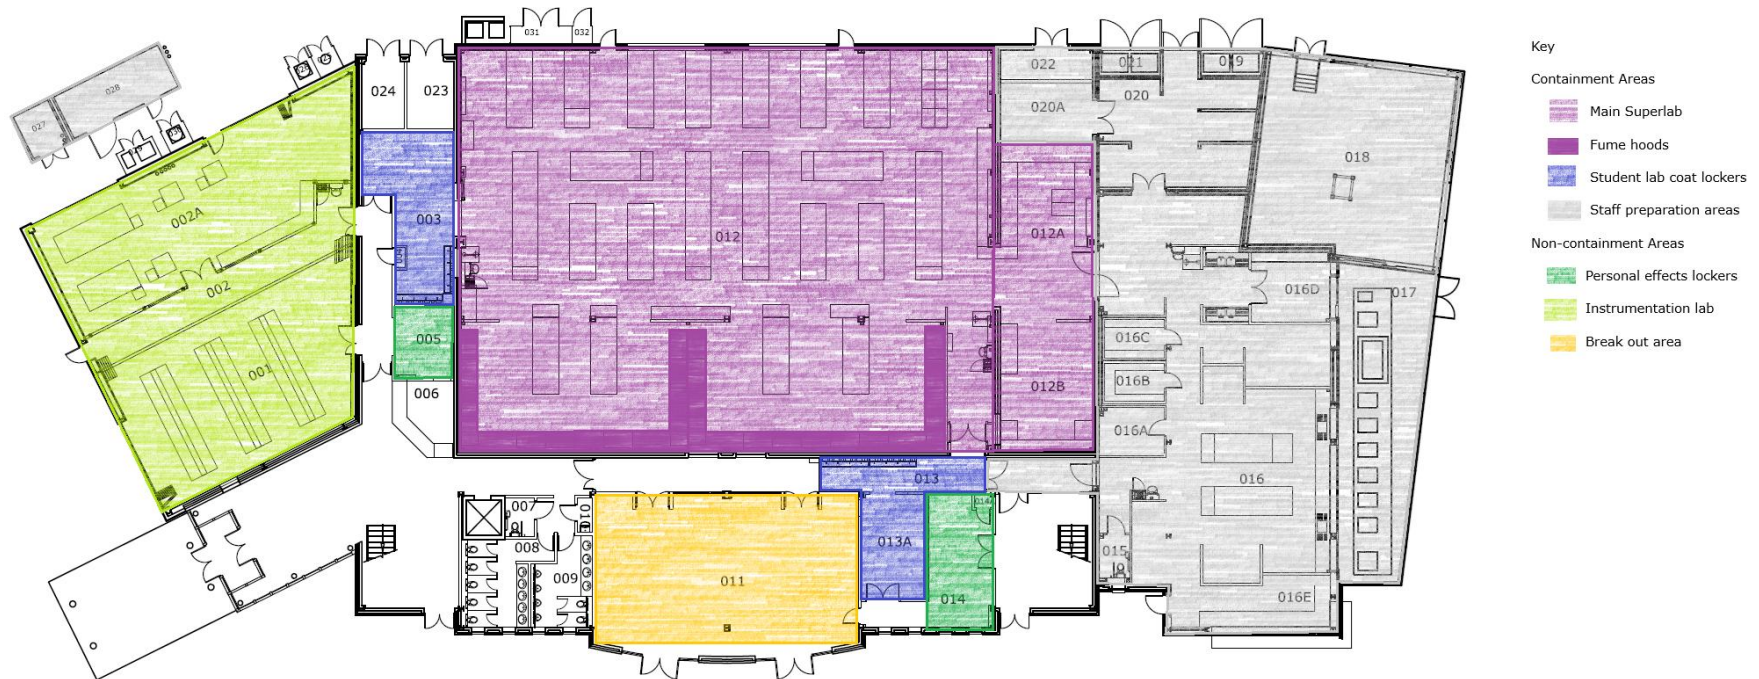 031
032
Key
Containment Areas
Main Superlab
Fume hoods
Student lab coat lockers
Staff preparation areas
Non-containment Areas
Personal effects lockers
Instrumentation lab
Break out area
028
027
024
023
022
021
019
020A
020
018
002A
003
012
012A
002
016D
017
001
005
016C
012B
016B
006
016A
013
016
007
008
013A
015
009
011
014
016E